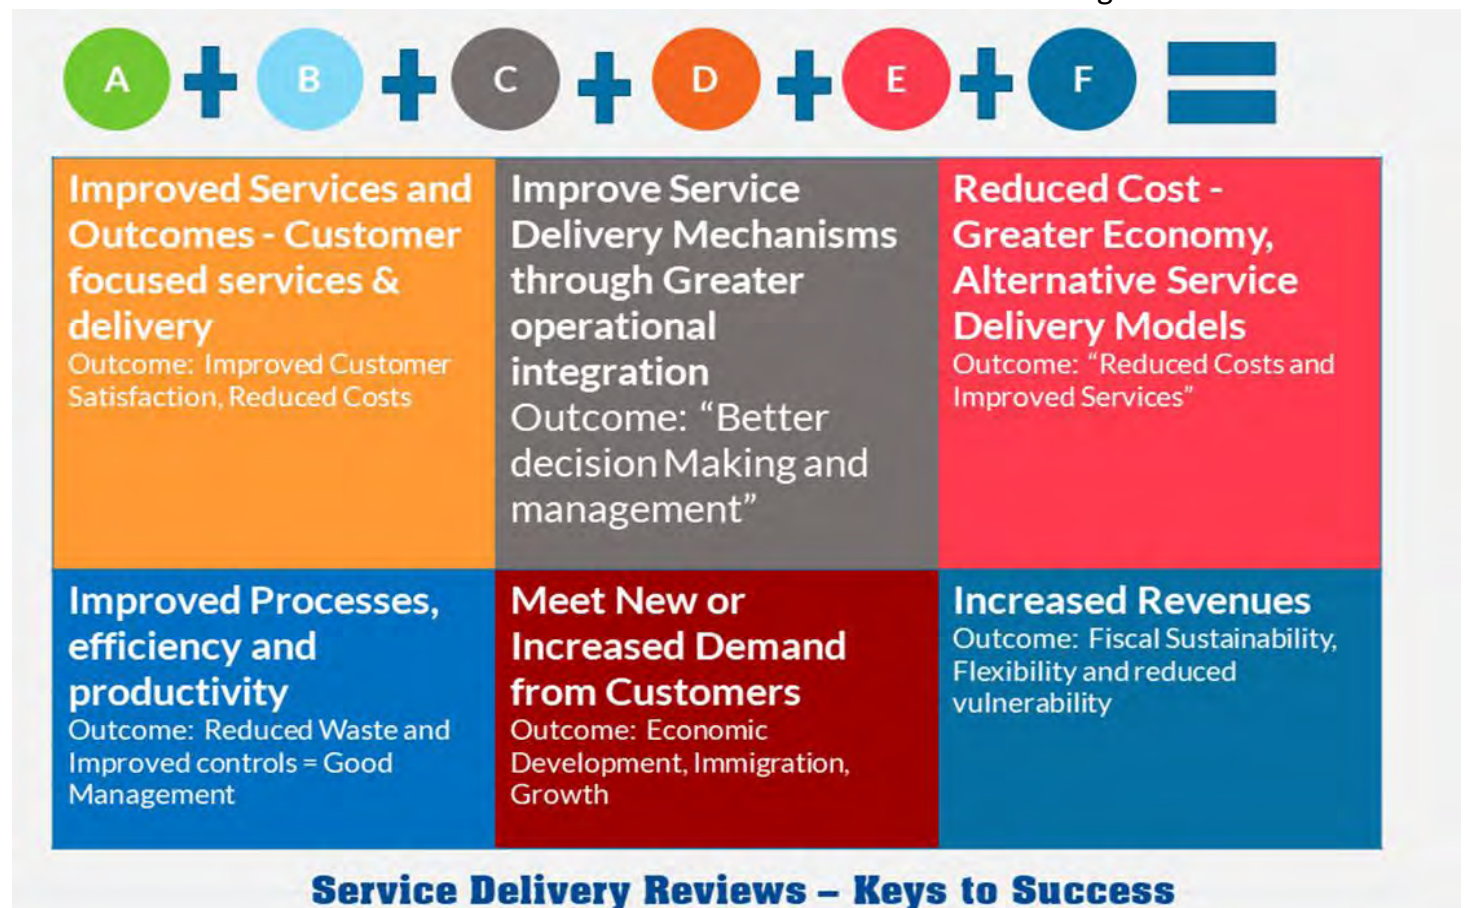 A + B + C + D + E + F =
Improved Services and
Outcomes - Customer
focused services &
delivery
Outcome: Improved Customer
Satisfaction, Reduced Costs
Improve Service
Delivery Mechanisms
through Greater
operational
integration
Outcome: “Better
decision Making and
management”
Reduced Cost -
Greater Economy,
Alternative Service
Delivery Models
Outcome: “Reduced Costs and
Improved Services”
Improved Processes,
efficiency and
productivity
Outcome: Reduced Waste and
Improved controls = Good
Management
Meet New or
Increased Demand
from Customers
Outcome: Economic
Development, Immigration,
Growth
Increased Revenues
Outcome: Fiscal Sustainability,
Flexibility and reduced
vulnerability
Service Delivery Reviews – Keys to Success